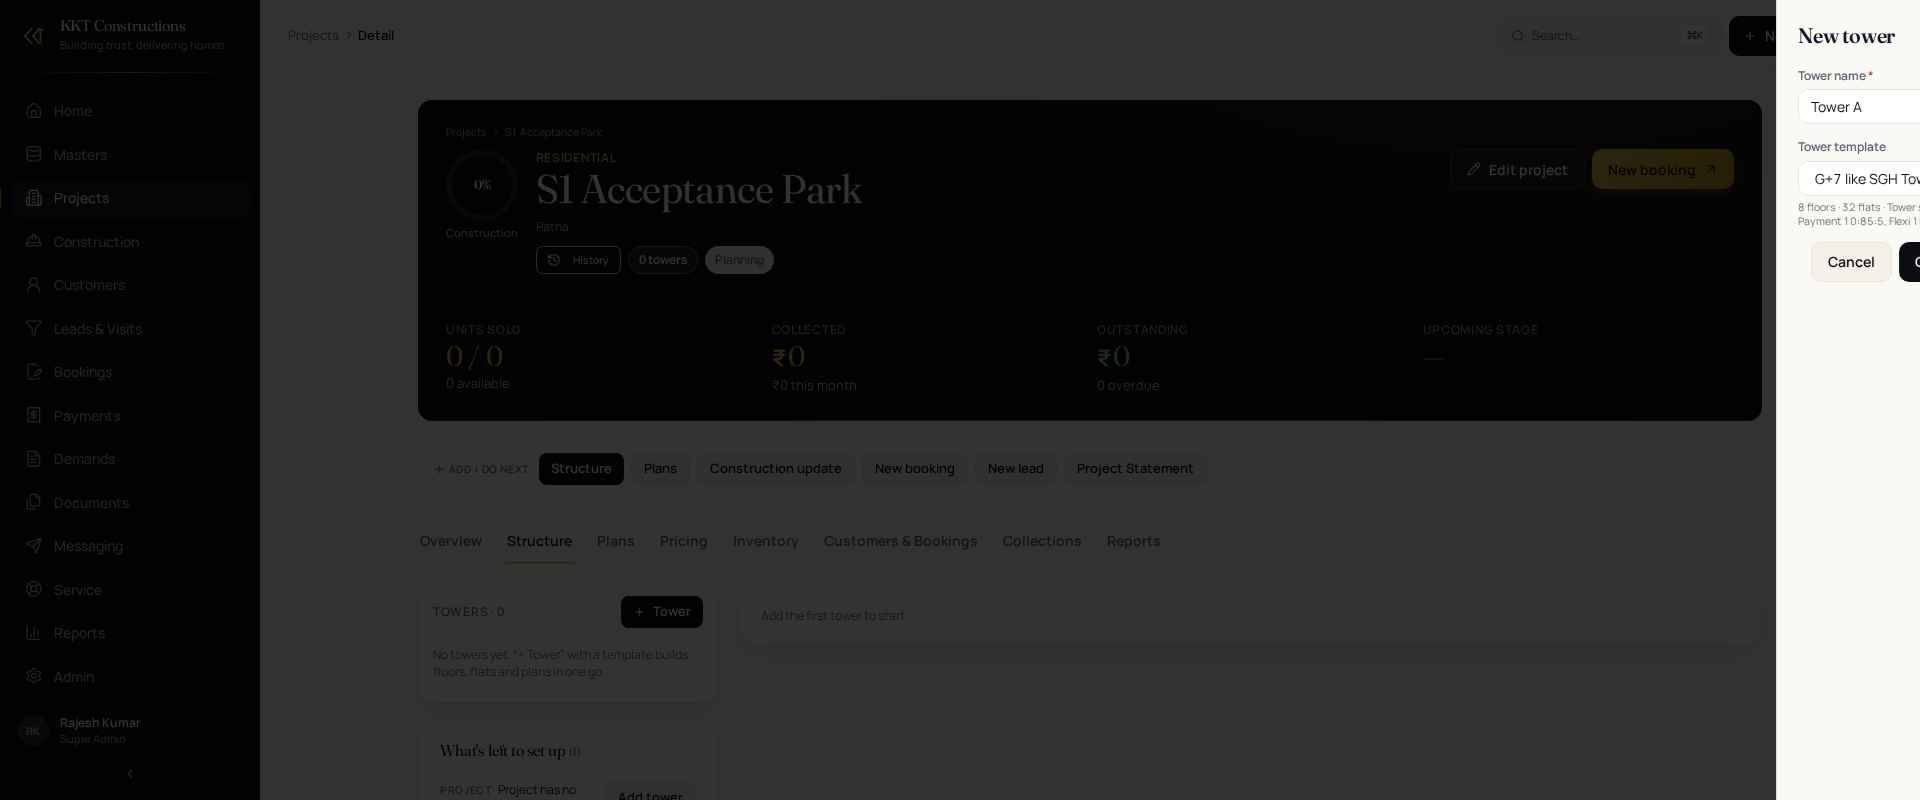 KKT Constructions
Building trust, delivering homes
Home
Masters
Projects
Construction
Customers
Leads & Visits
Bookings
Payments
Demands
Documents
Messaging
Service
Reports
Admin
RK
Rajesh Kumar
Super Admin
Projects > Detail
Search...
⌘K
Projects > S1 Acceptance Park
0%
Construction
RESIDENTIAL
S1 Acceptance Park
Patna
History
0 towers
Planning
Edit project
New booking
UNITS SOLD
0 / 0
0 available
COLLECTED
₹0
₹0 this month
OUTSTANDING
₹0
0 overdue
UPCOMING STAGE
—
ADD / DO NEXT
Structure
Plans
Construction update
New booking
New lead
Project Statement
Overview
Structure
Plans
Pricing
Inventory
Customers & Bookings
Collections
Reports
TOWERS · 0
+ Tower
No towers yet. "+ Tower" with a template builds
floors, flats and plans in one go.
Add the first tower to start.
What's left to set up (1)
PROJECT Project has no
Add tower
New tower
Tower name *
Tower A
Tower template
G+7 like SGH Tow
8 floors · 32 flats · Tower
Payment 10:85:5, Flexi 1
Cancel